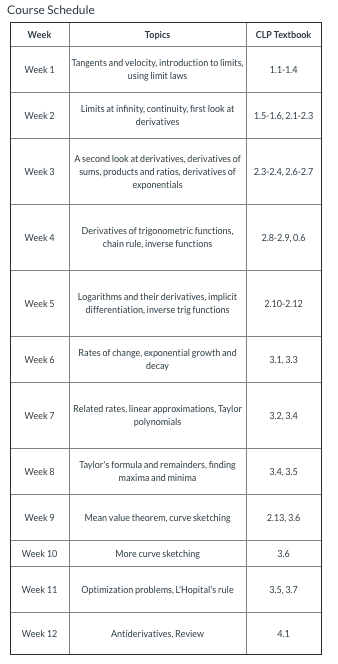 Course Schedule
Week Topics CLP Textbook
Week 1 Tangents and velocity, introduction to limits, 1.1-1.4
using limit laws
Week 2 Limits at infinity, continuity, first look at 1.5-1.6, 2.1-2.3
derivatives
Week 3 A second look at derivatives, derivatives of
sums, products and ratios, derivatives of 2.3-2.4, 2.6-2.7
exponentials
Week 4 Derivatives of trigonometric functions, 2.8-2.9, 0.6
chain rule, inverse functions
Week 5 Logarithms and their derivatives, implicit 2.10-2.12
differentiation, inverse trig functions
Week 6 Rates of change, exponential growth and 3.1, 3.3
decay
Week 7 Related rates, linear approximations, Taylor 3.2, 3.4
polynomials
Week 8 Taylor's formula and remainders, finding 3.4, 3.5
maxima and minima
Week 9 Mean value theorem, curve sketching 2.13, 3.6
Week 10 More curve sketching 3.6
Week 11 Optimization problems, L'Hopital's rule 3.5, 3.7
Week 12 Antiderivatives, Review 4.1